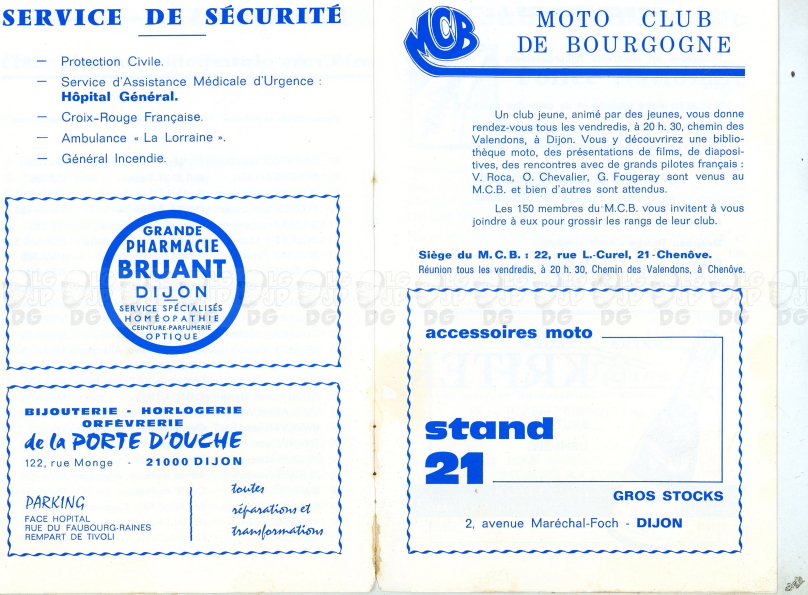 SERVICE DE SÉCURITÉ
— Protection Civile.
— Service d'Assistance Médicale d'Urgence :
Hôpital Général.
— Croix-Rouge Française.
— Ambulance « La Lorraine ».
— Général Incendie.
GRANDE
PHARMACIE
BRUANT
DIJON
SERVICE SPÉCIALISÉS
HOMÉOPATHIE
CEINTURE-PARFUMERIE
OPTIQUE
BIJOUTERIE - HORLOGERIE
ORFÈVRERIE
de la PORTE D'OUCHE
122, rue Monge - 21000 DIJON
PARKING
FACE HOPITAL
RUE DU FAUBOURG-RAINES
REMPART DE TIVOLI
toutes
réparations et
transformations
MCB
MOTO CLUB
DE BOURGOGNE
Un club jeune, animé par des jeunes, vous donne
rendez-vous tous les vendredis, à 20 h. 30, chemin des
Valendons, à Dijon. Vous y découvrirez une biblio-
thèque moto, des présentations de films, de diaposi-
tives, des rencontres avec de grands pilotes français :
V. Roca, O. Chevalier, G. Fougeray sont venus au
M.C.B. et bien d'autres sont attendus.
Les 150 membres du M.C.B. vous invitent à vous
joindre à eux pour grossir les rangs de leur club.
Siège du M.C.B. : 22, rue L.-Curel, 21-Chenôve.
Réunion tous les vendredis, à 20 h. 30, Chemin des Valendons, à Chenôve.
accessoires moto
stand
21
GROS STOCKS
2, avenue Maréchal-Foch - DIJON